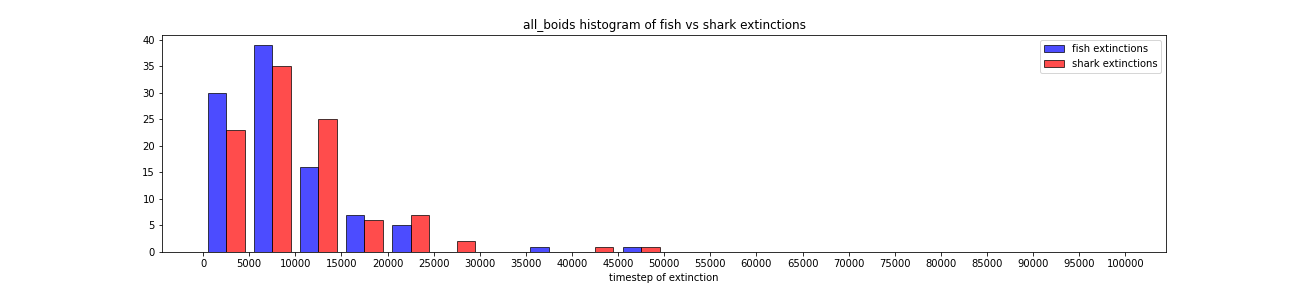 all_boids histogram of fish vs shark extinctions
40
35
30
25
20
15
10
5
0
fish extinctions
shark extinctions
0 5000 10000 15000 20000 25000 30000 35000 40000 45000 50000 55000 60000 65000 70000 75000 80000 85000 90000 95000 100000
timestep of extinction